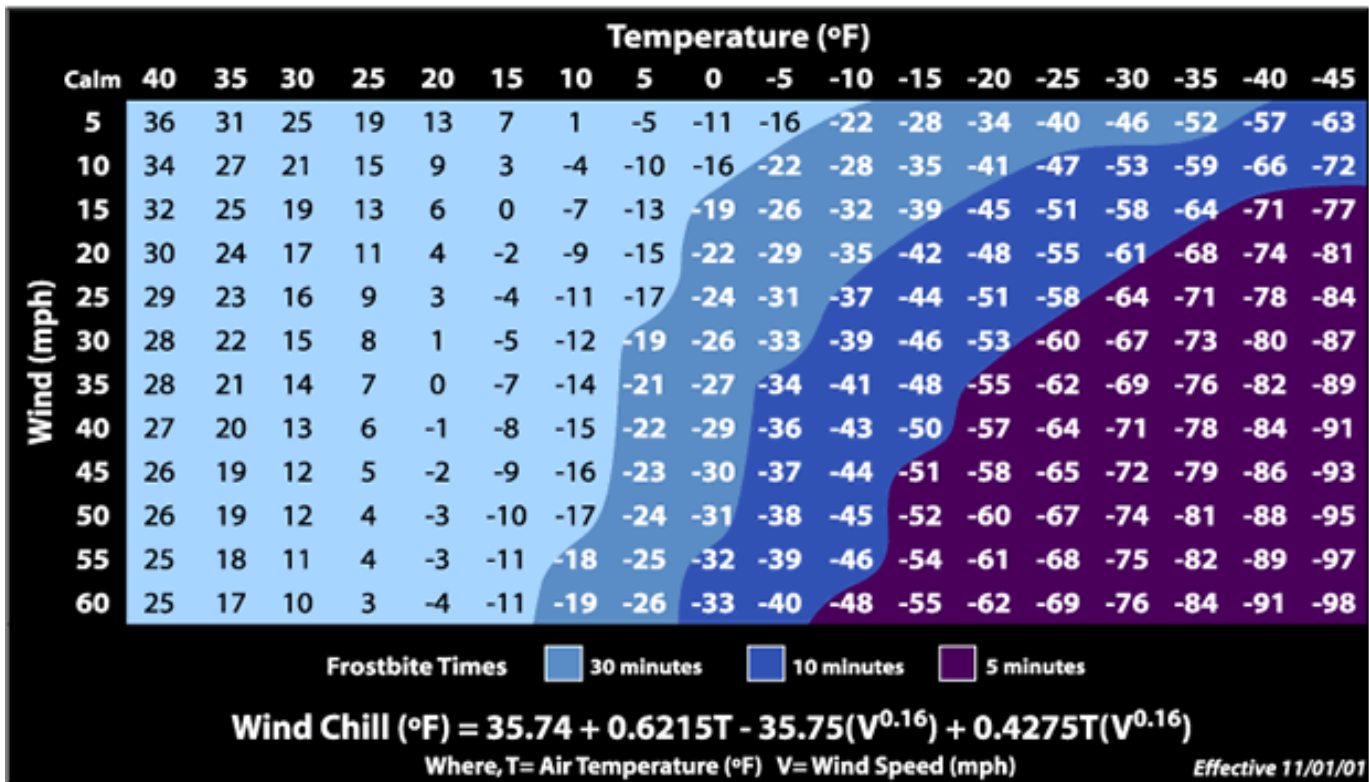 Temperature (ºF)
Calm 40 35 30 25 20 15 10 5 0 -5 -10 -15 -20 -25 -30 -35 -40 -45
5 36 31 25 19 13 7 1 -5 -11 -16 -22 -28 -34 -40 -46 -52 -57 -63
10 34 27 21 15 9 3 -4 -10 -16 -22 -28 -35 -41 -47 -53 -59 -66 -72
15 32 25 19 13 6 0 -7 -13 -19 -26 -32 -39 -45 -51 -58 -64 -71 -77
20 30 24 17 11 4 -2 -9 -15 -22 -29 -35 -42 -48 -55 -61 -68 -74 -81
25 29 23 16 9 3 -4 -11 -17 -24 -31 -37 -44 -51 -58 -64 -71 -78 -84
30 28 22 15 8 1 -5 -12 -19 -26 -33 -39 -46 -53 -60 -67 -73 -80 -87
35 28 21 14 7 0 -7 -14 -21 -27 -34 -41 -48 -55 -62 -69 -76 -82 -89
40 27 20 13 6 -1 -8 -15 -22 -29 -36 -43 -50 -57 -64 -71 -78 -84 -91
45 26 19 12 5 -2 -9 -16 -23 -30 -37 -44 -51 -58 -65 -72 -79 -86 -93
50 26 19 12 4 -3 -10 -17 -24 -31 -38 -45 -52 -60 -67 -74 -81 -88 -95
55 25 18 11 4 -3 -11 -18 -25 -32 -39 -46 -54 -61 -68 -75 -82 -89 -97
60 25 17 10 3 -4 -11 -19 -26 -33 -40 -48 -55 -62 -69 -76 -84 -91 -98
Wind (mph)
Frostbite Times 30 minutes 10 minutes 5 minutes
Wind Chill (ºF) = 35.74 + 0.6215T - 35.75(V^0.16) + 0.4275T(V^0.16)
Where, T= Air Temperature (ºF) V= Wind Speed (mph) Effective 11/01/01